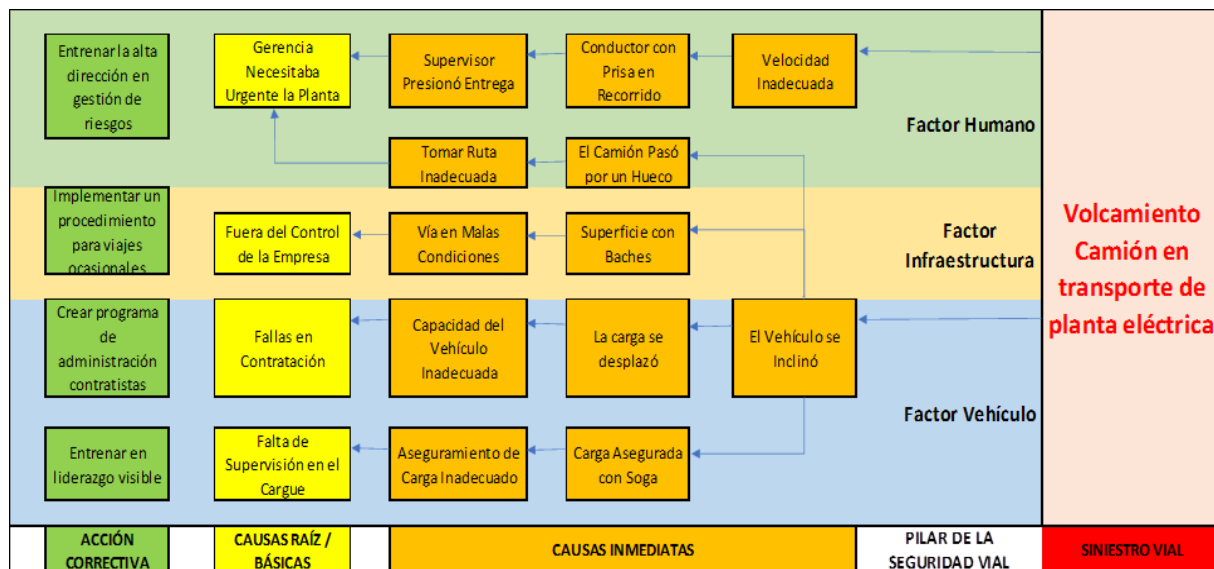 Entrenar la alta
dirección en
gestión de
riesgos
Gerencia
Necesitaba
Urgente la Planta
Supervisor
Presionó Entrega
Conductor con
Prisa en
Recorrido
Velocidad
Inadecuada
Factor Humano
Tomar Ruta
Inadecuada
El Camión Pasó
por un Hueco
Implementar un
procedimiento
para viajes
ocasionales
Fuera del Control
de la Empresa
Vía en Malas
Condiciones
Superficie con
Baches
Factor
Infraestructura
Volcamiento
Camión en
transporte de
planta eléctrica
Crear programa
de
administración
contratistas
Fallas en
Contratación
Capacidad del
Vehículo
Inadecuada
La carga se
desplazó
El Vehículo se
Inclinó
Factor Vehículo
Entrenar en
liderazgo visible
Falta de
Supervisión en el
Cargue
Aseguramiento de
Carga Inadecuado
Carga Asegurada
con Soga
ACCIÓN
CORRECTIVA
CAUSAS RAÍZ /
BÁSICAS
CAUSAS INMEDIATAS
PILAR DE LA
SEGURIDAD VIAL
SINIESTRO VIAL